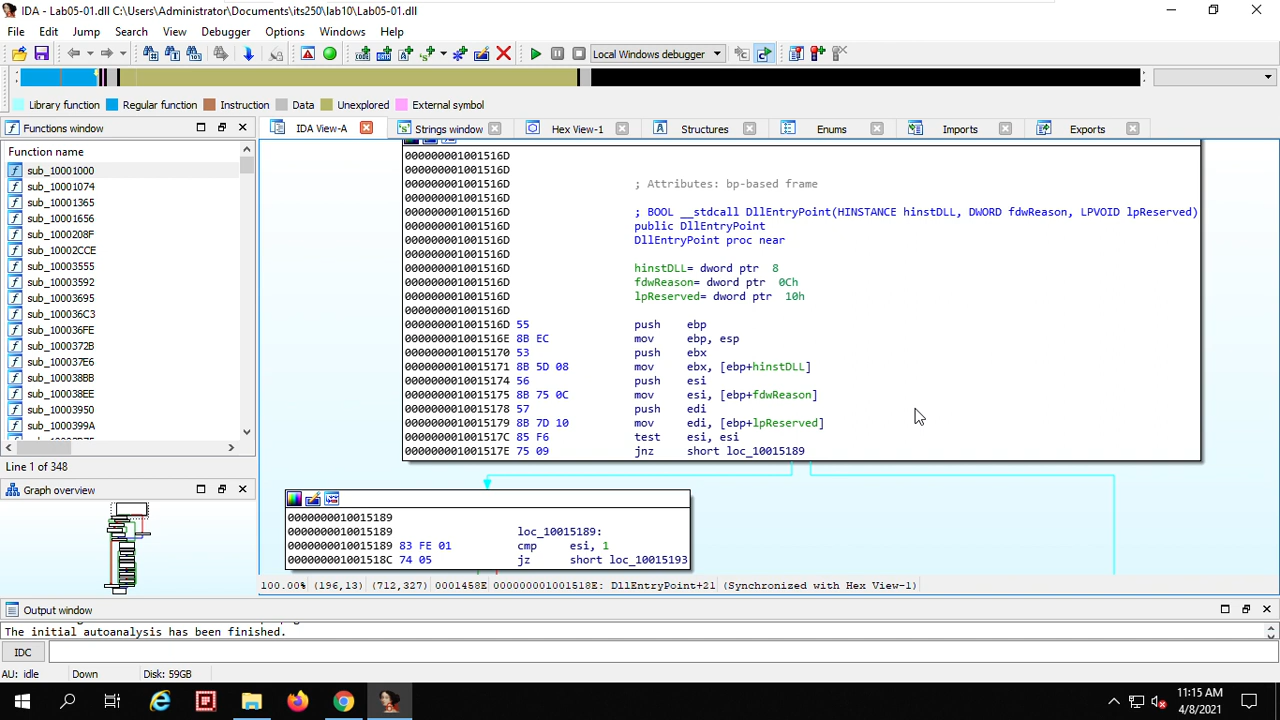 IDA - Lab05-01.dll C:\Users\Administrator\Documents\its250\lab10\Lab05-01.dll
File Edit Jump Search View Debugger Options Windows Help
Local Windows debugger
Library function Regular function Instruction Data Unexplored External symbol
Functions window
IDA View-A Strings window Hex View-1 Structures Enums Imports Exports
Function name
sub_10001000
sub_10001074
sub_10001365
sub_10001656
sub_1000208F
sub_10002CCE
sub_10003555
sub_10003592
sub_10003695
sub_100036C3
sub_100036FE
sub_1000372B
sub_100037E6
sub_100038BB
sub_100038EE
sub_10003950
sub_1000399A
Line 1 of 348
Graph overview
000000001001516D
000000001001516D
000000001001516D ; Attributes: bp-based frame
000000001001516D
000000001001516D ; BOOL __stdcall DllEntryPoint(HINSTANCE hinstDLL, DWORD fdwReason, LPVOID lpReserved)
000000001001516D public DllEntryPoint
000000001001516D DllEntryPoint proc near
000000001001516D
000000001001516D hinstDLL= dword ptr 8
000000001001516D fdwReason= dword ptr 0Ch
000000001001516D lpReserved= dword ptr 10h
000000001001516D
000000001001516D 55 push ebp
000000001001516E 8B EC mov ebp, esp
0000000010015170 53 push ebx
0000000010015171 8B 5D 08 mov ebx, [ebp+hinstDLL]
0000000010015174 56 push esi
0000000010015175 8B 75 0C mov esi, [ebp+fdwReason]
0000000010015178 57 push edi
0000000010015179 8B 7D 10 mov edi, [ebp+lpReserved]
000000001001517C 85 F6 test esi, esi
000000001001517E 75 09 jnz short loc_10015189
0000000010015189
0000000010015189 loc_10015189:
0000000010015189 83 FE 01 cmp esi, 1
000000001001518C 74 05 jz short loc_10015193
100.00% (196,13) (712,327) 0001458E 000000001001518E: DllEntryPoint+21 (Synchronized with Hex View-1)
Output window
The initial autoanalysis has been finished.
IDC
AU: idle Down Disk: 59GB
11:15 AM
4/8/2021